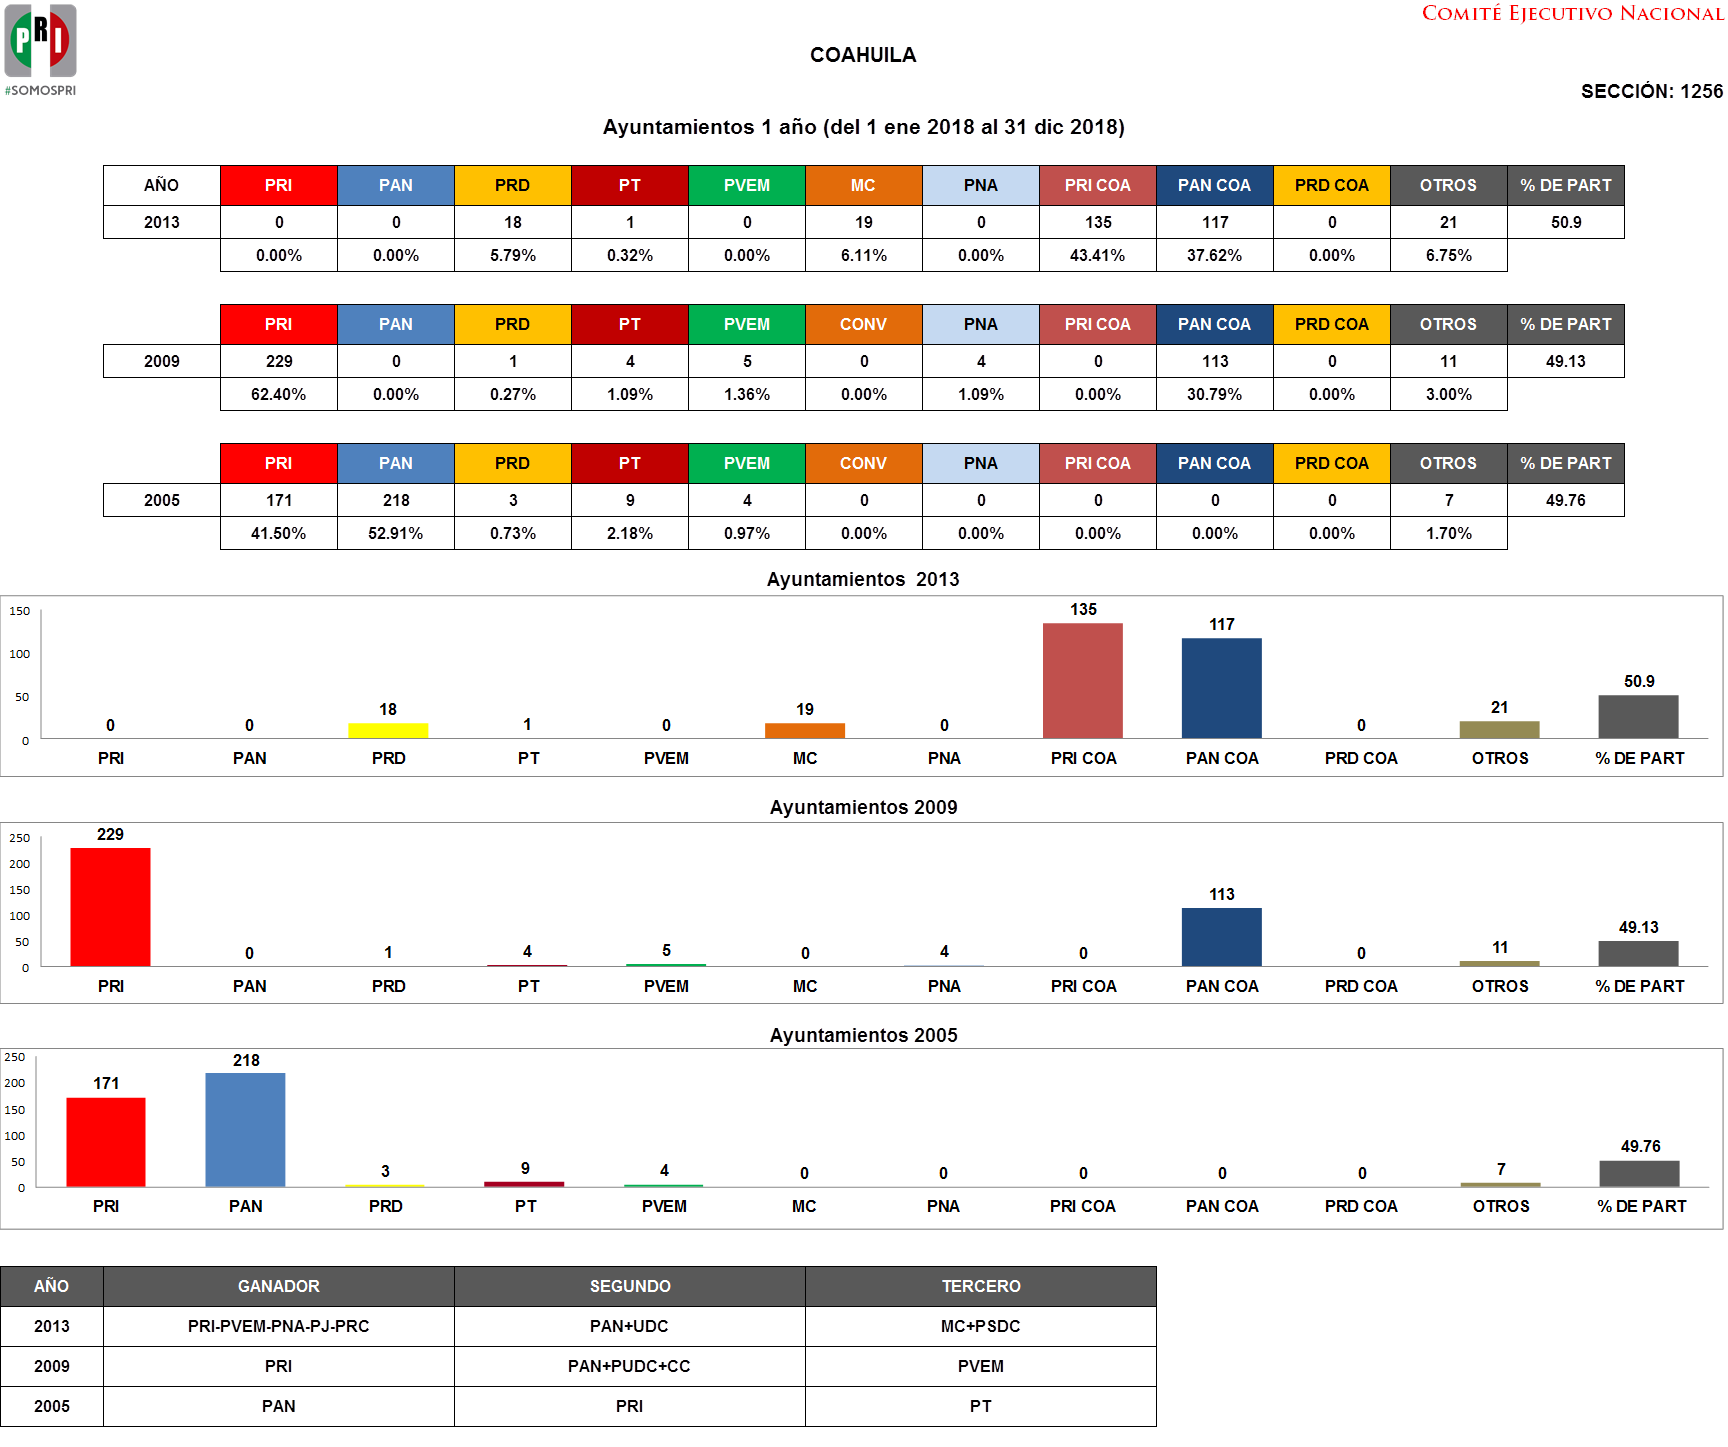 PRI
#SOMOSPRI
COMITÉ EJECUTIVO NACIONAL
COAHUILA
SECCIÓN: 1256
Ayuntamientos 1 año (del 1 ene 2018 al 31 dic 2018)
AÑO PRI PAN PRD PT PVEM MC PNA PRI COA PAN COA PRD COA OTROS % DE PART
2013 0 0 18 1 0 19 0 135 117 0 21 50.9
0.00% 0.00% 5.79% 0.32% 0.00% 6.11% 0.00% 43.41% 37.62% 0.00% 6.75%
PRI PAN PRD PT PVEM CONV PNA PRI COA PAN COA PRD COA OTROS % DE PART
2009 229 0 1 4 5 0 4 0 113 0 11 49.13
62.40% 0.00% 0.27% 1.09% 1.36% 0.00% 1.09% 0.00% 30.79% 0.00% 3.00%
PRI PAN PRD PT PVEM CONV PNA PRI COA PAN COA PRD COA OTROS % DE PART
2005 171 218 3 9 4 0 0 0 0 0 7 49.76
41.50% 52.91% 0.73% 2.18% 0.97% 0.00% 0.00% 0.00% 0.00% 0.00% 1.70%
Ayuntamientos 2013
150
100
50
0
0 0 18 1 0 19 0 135 117 0 21 50.9
PRI PAN PRD PT PVEM MC PNA PRI COA PAN COA PRD COA OTROS % DE PART
Ayuntamientos 2009
250
200
150
100
50
0
229 0 1 4 5 0 4 0 113 0 11 49.13
PRI PAN PRD PT PVEM MC PNA PRI COA PAN COA PRD COA OTROS % DE PART
Ayuntamientos 2005
250
200
150
100
50
0
171 218 3 9 4 0 0 0 0 0 7 49.76
PRI PAN PRD PT PVEM MC PNA PRI COA PAN COA PRD COA OTROS % DE PART
AÑO GANADOR SEGUNDO TERCERO
2013 PRI-PVEM-PNA-PJ-PRC PAN+UDC MC+PSDC
2009 PRI PAN+PUDC+CC PVEM
2005 PAN PRI PT